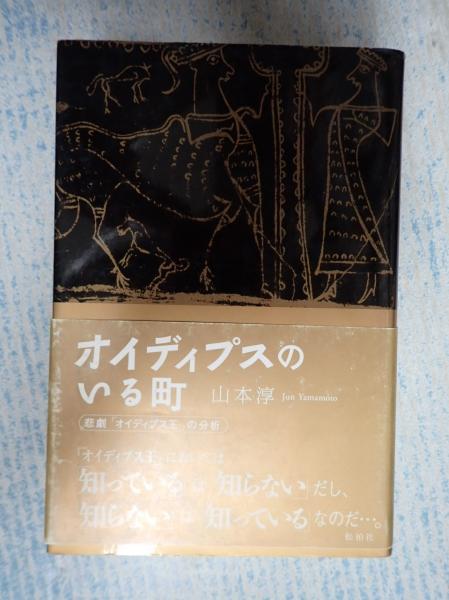 オイディプスの
いる町 山本淳 Jun Yamamoto
悲劇『オイディプス王』の分析
『オイディプス王』においては
「知っている」は「知らない」だし、
「知らない」は「知っている」なのだ…。
松柏社